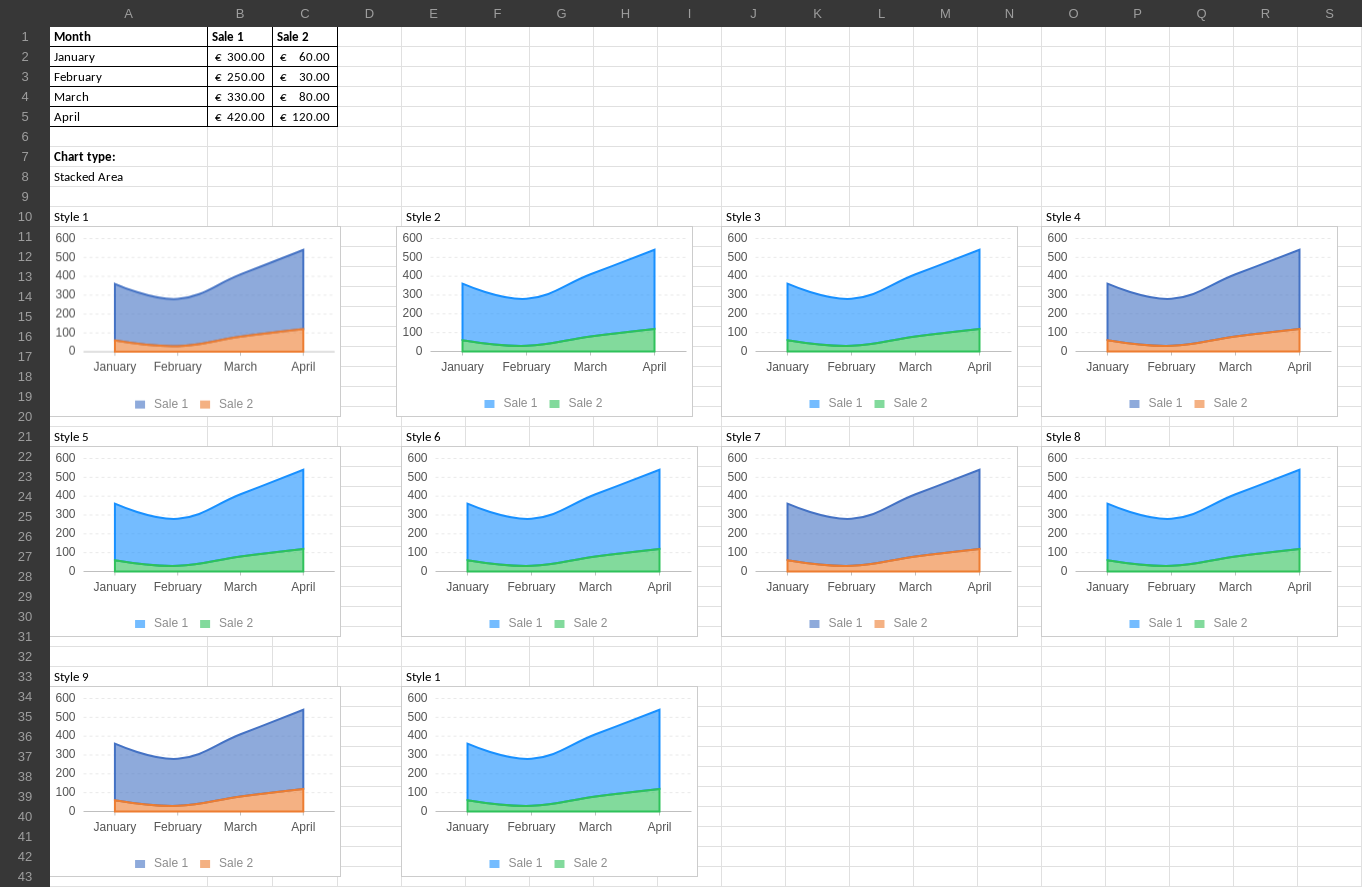 A B C D E F G H I J K L M N O P Q R S
1 Month Sale 1 Sale 2
2 January € 300.00 € 60.00
3 February € 250.00 € 30.00
4 March € 330.00 € 80.00
5 April € 420.00 € 120.00
6
7 Chart type:
8 Stacked Area
9
10 Style 1 Style 2 Style 3 Style 4
11 600 600 600 600
12 500 500 500 500
13 400 400 400 400
14 300 300 300 300
15 200 200 200 200
16 100 100 100 100
17 0 0 0 0
18 January February March April January February March April January February March April January February March April
19
20 Sale 1 Sale 2 Sale 1 Sale 2 Sale 1 Sale 2 Sale 1 Sale 2
21 Style 5 Style 6 Style 7 Style 8
22 600 600 600 600
23 500 500 500 500
24 400 400 400 400
25 300 300 300 300
26 200 200 200 200
27 100 100 100 100
28 0 0 0 0
29 January February March April January February March April January February March April January February March April
30
31 Sale 1 Sale 2 Sale 1 Sale 2 Sale 1 Sale 2 Sale 1 Sale 2
32
33 Style 9 Style 1
34 600 600
35 500 500
36 400 400
37 300 300
38 200 200
39 100 100
40 0 0
41 January February March April January February March April
42
43 Sale 1 Sale 2 Sale 1 Sale 2